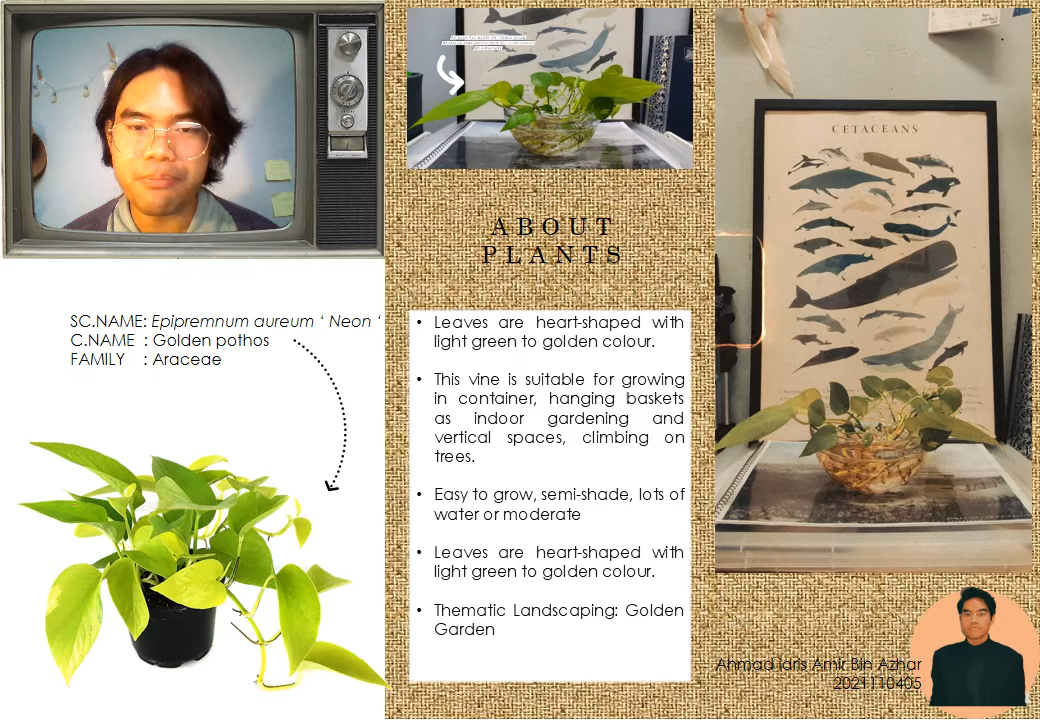 SC.NAME: Epipremnum aureum ‘ Neon ‘
C.NAME : Golden pothos
FAMILY : Araceae
ABOUT
PLANTS
• Leaves are heart-shaped with
light green to golden colour.
• This vine is suitable for growing
in container, hanging baskets
as indoor gardening and
vertical spaces, climbing on
trees.
• Easy to grow, semi-shade, lots of
water or moderate
• Leaves are heart-shaped with
light green to golden colour.
• Thematic Landscaping: Golden
Garden
CETACEANS
Ahmad Idris Amir Bin Azhar
2021110405